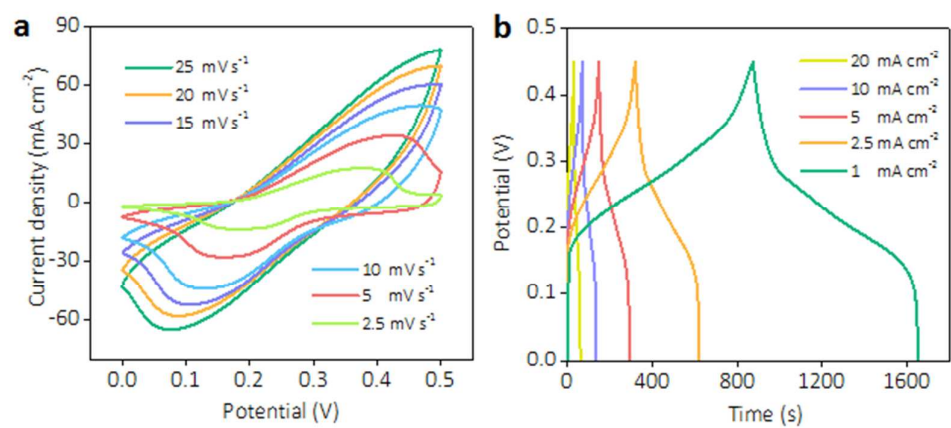 a
Current density (mA cm⁻²)
90
60
30
0
-30
-60
25 mV s⁻¹
20 mV s⁻¹
15 mV s⁻¹
10 mV s⁻¹
5 mV s⁻¹
2.5 mV s⁻¹
0.0 0.1 0.2 0.3 0.4 0.5
Potential (V)
b
Potential (V)
0.5
0.4
0.3
0.2
0.1
0.0
20 mA cm⁻²
10 mA cm⁻²
5 mA cm⁻²
2.5 mA cm⁻²
1 mA cm⁻²
0 400 800 1200 1600
Time (s)